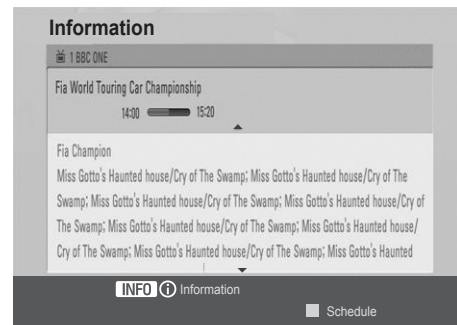 Information
1 BBC ONE
Fia World Touring Car Championship
14:00 15:20
Fia Champion
Miss Gotto's Haunted house/Cry of The Swamp; Miss Gotto's Haunted house/Cry of The
Swamp; Miss Gotto's Haunted house/Cry of The Swamp; Miss Gotto's Haunted house/Cry of
The Swamp; Miss Gotto's Haunted house/Cry of The Swamp; Miss Gotto's Haunted house/
Cry of The Swamp; Miss Gotto's Haunted house/Cry of The Swamp; Miss Gotto's Haunted
INFO i Information
Schedule